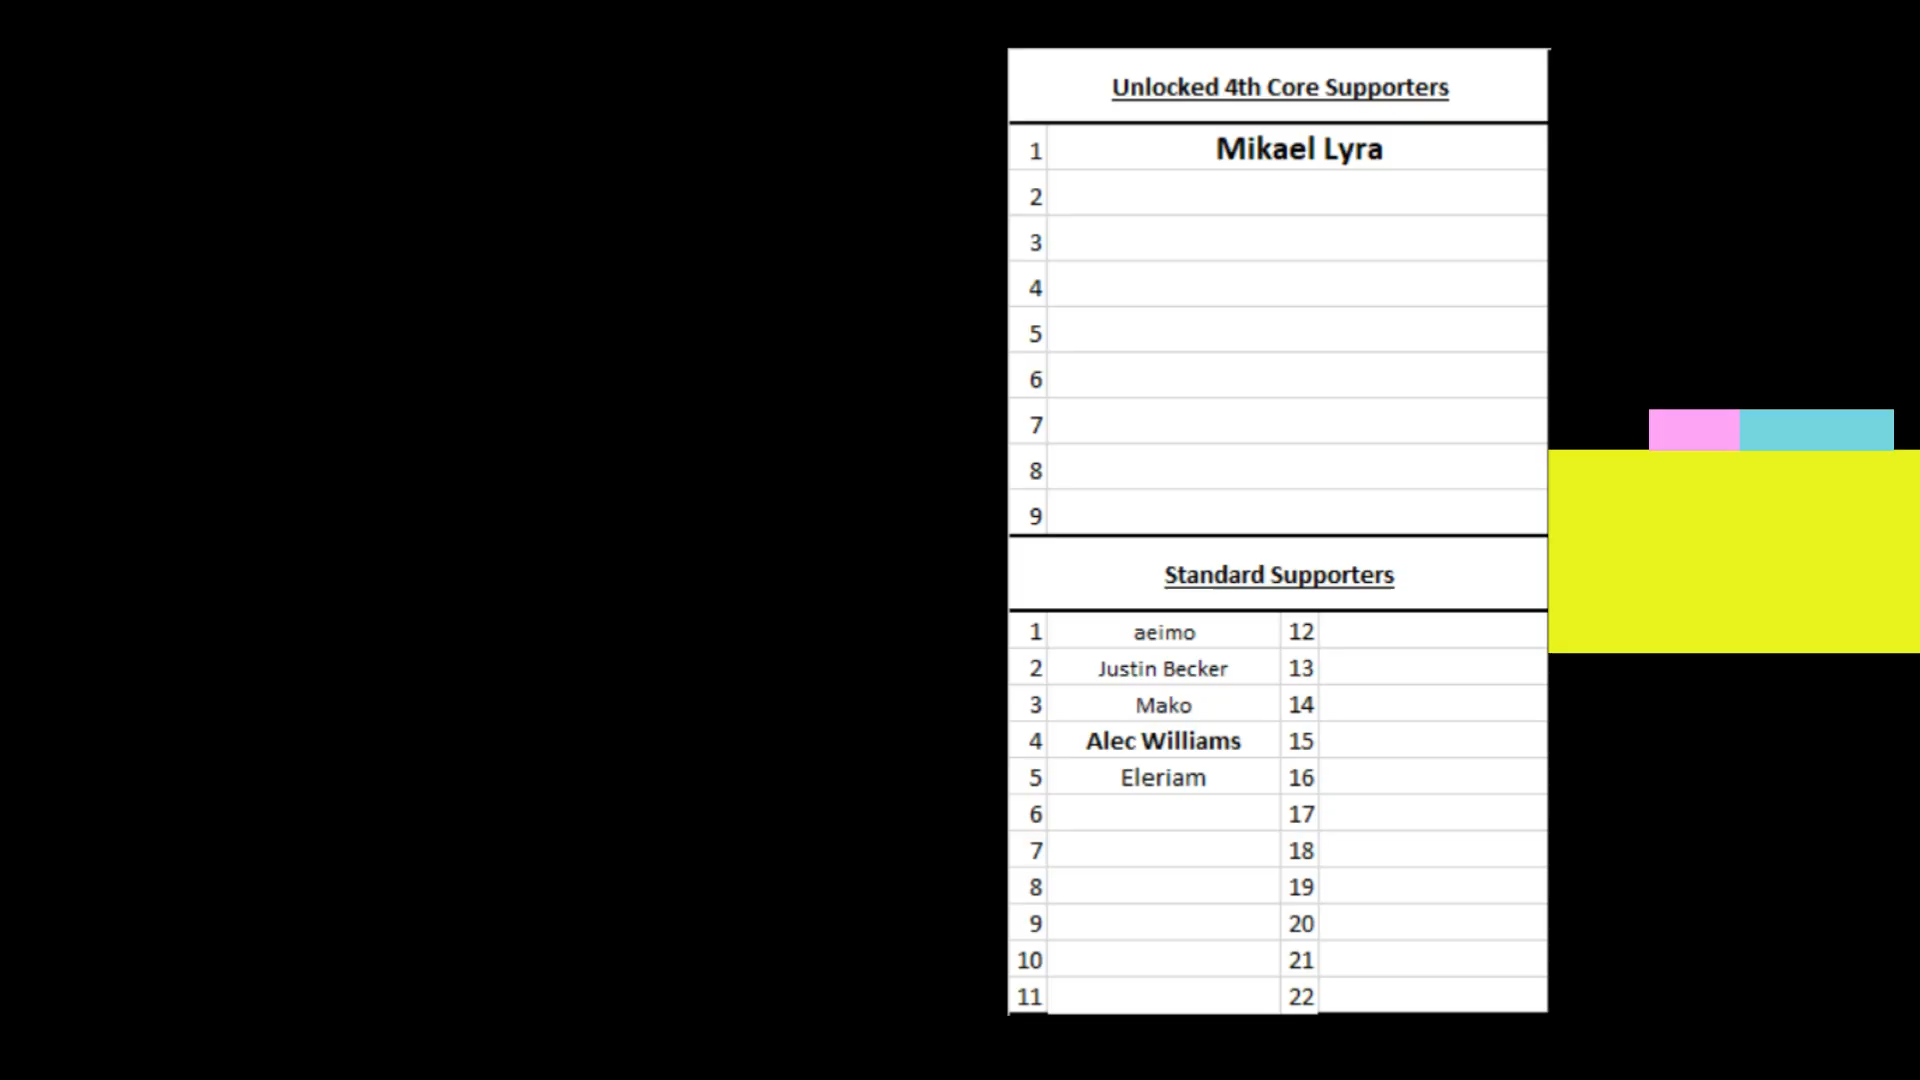 Unlocked 4th Core Supporters
1 Mikael Lyra
2
3
4
5
6
7
8
9
Standard Supporters
1 aeimo 12
2 Justin Becker 13
3 Mako 14
4 Alec Williams 15
5 Eleriam 16
6 17
7 18
8 19
9 20
10 21
11 22